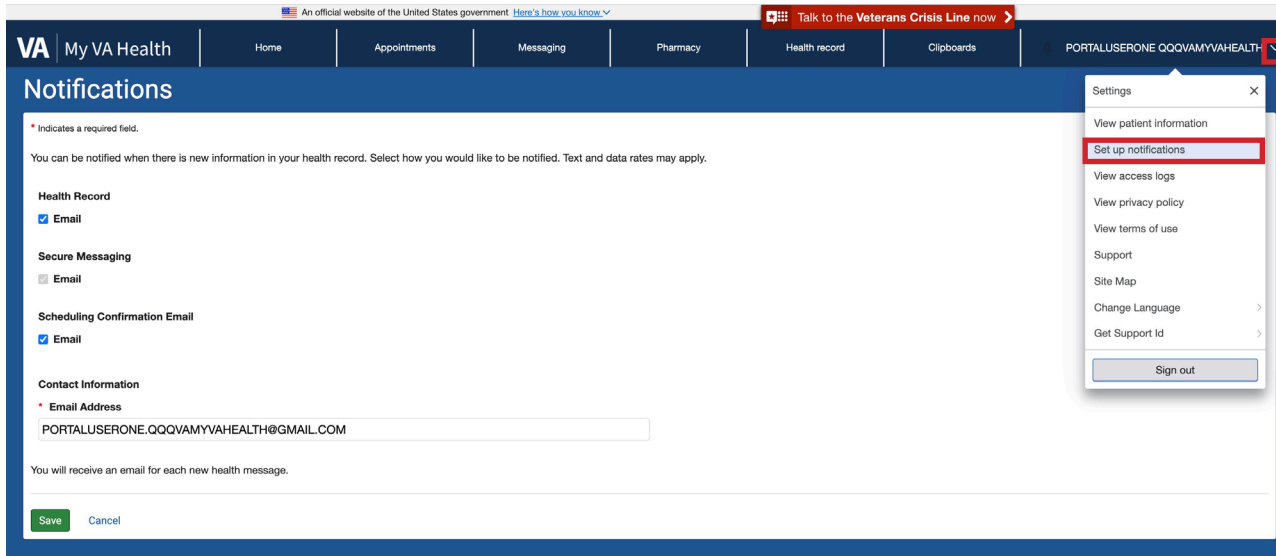 An official website of the United States government Here's how you know
Talk to the Veterans Crisis Line now
VA My VA Health
Home
Appointments
Messaging
Pharmacy
Health record
Clipboards
PORTALUSERONE QQQVAMYVAHEALTH
Notifications
* Indicates a required field.
You can be notified when there is new information in your health record. Select how you would like to be notified. Text and data rates may apply.
Health Record
Email
Secure Messaging
Email
Scheduling Confirmation Email
Email
Contact Information
* Email Address
PORTALUSERONE.QQQVAMYVAHEALTH@GMAIL.COM
You will receive an email for each new health message.
Save Cancel
Settings
View patient information
Set up notifications
View access logs
View privacy policy
View terms of use
Support
Site Map
Change Language
Get Support Id
Sign out